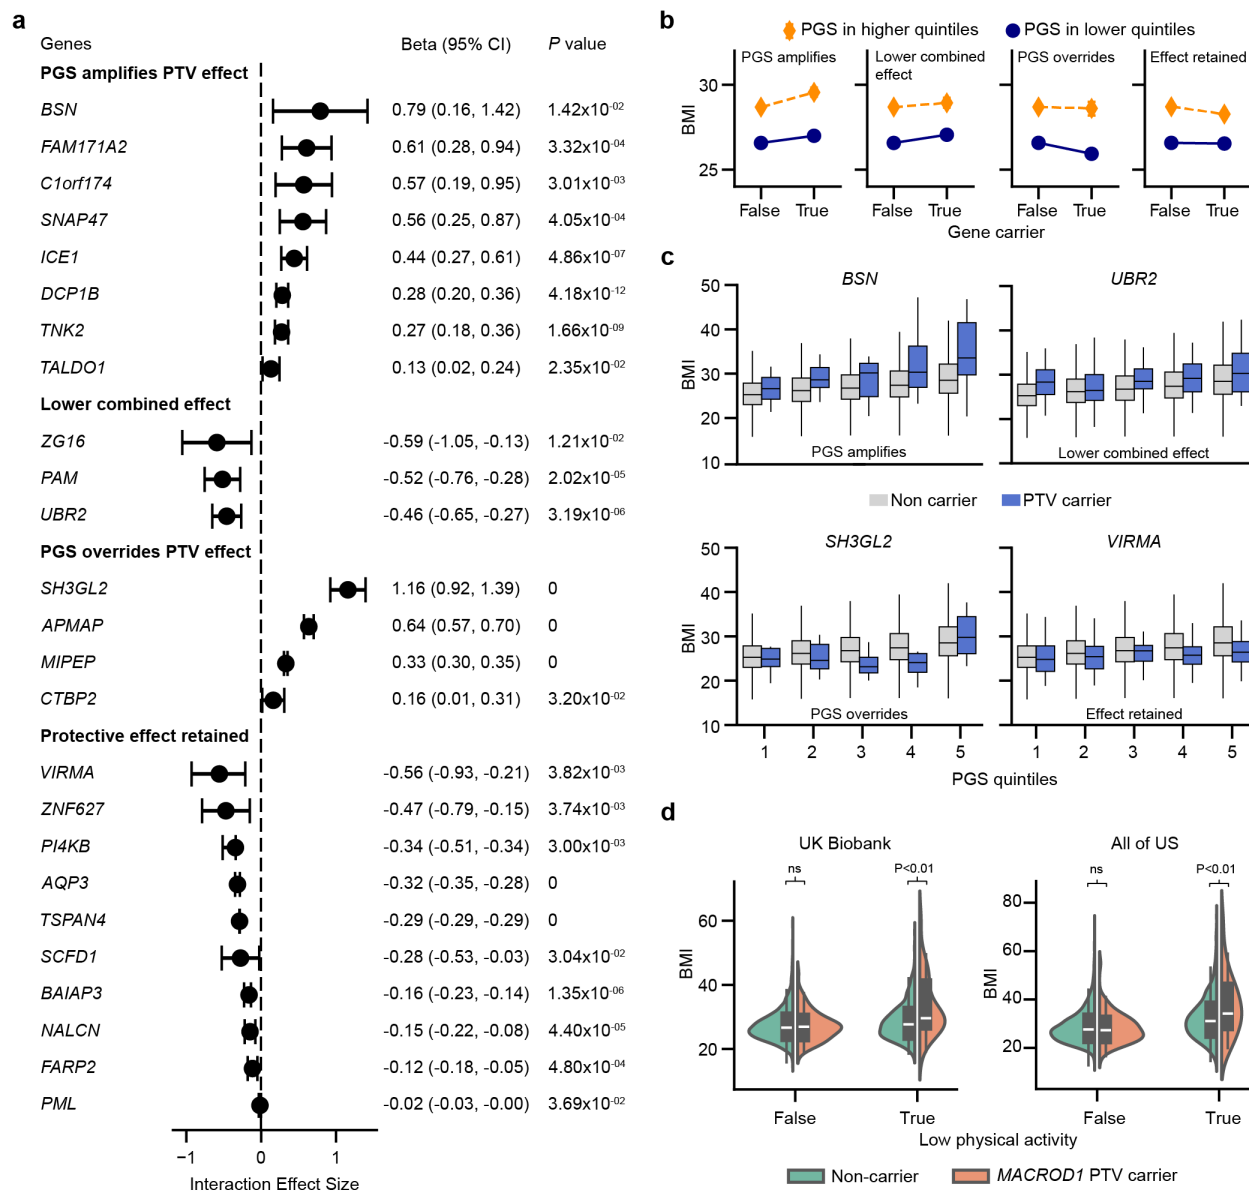 a
Genes Beta (95% CI) P value
PGS amplifies PTV effect
BSN 0.79 (0.16, 1.42) 1.42x10⁻⁰²
FAM171A2 0.61 (0.28, 0.94) 3.32x10⁻⁰⁴
C1orf174 0.57 (0.19, 0.95) 3.01x10⁻⁰³
SNAP47 0.56 (0.25, 0.87) 4.05x10⁻⁰⁴
ICE1 0.44 (0.27, 0.61) 4.86x10⁻⁰⁷
DCP1B 0.28 (0.20, 0.36) 4.18x10⁻¹²
TNK2 0.27 (0.18, 0.36) 1.66x10⁻⁰⁹
TALDO1 0.13 (0.02, 0.24) 2.35x10⁻⁰²
Lower combined effect
ZG16 -0.59 (-1.05, -0.13) 1.21x10⁻⁰²
PAM -0.52 (-0.76, -0.28) 2.02x10⁻⁰⁵
UBR2 -0.46 (-0.65, -0.27) 3.19x10⁻⁰⁶
PGS overrides PTV effect
SH3GL2 1.16 (0.92, 1.39) 0
APMAP 0.64 (0.57, 0.70) 0
MIPEP 0.33 (0.30, 0.35) 0
CTBP2 0.16 (0.01, 0.31) 3.20x10⁻⁰²
Protective effect retained
VIRMA -0.56 (-0.93, -0.21) 3.82x10⁻⁰³
ZNF627 -0.47 (-0.79, -0.15) 3.74x10⁻⁰³
PI4KB -0.34 (-0.51, -0.34) 3.00x10⁻⁰³
AQP3 -0.32 (-0.35, -0.28) 0
TSPAN4 -0.29 (-0.29, -0.29) 0
SCFD1 -0.28 (-0.53, -0.03) 3.04x10⁻⁰²
BAIAP3 -0.16 (-0.23, -0.14) 1.35x10⁻⁰⁶
NALCN -0.15 (-0.22, -0.08) 4.40x10⁻⁰⁵
FARP2 -0.12 (-0.18, -0.05) 4.80x10⁻⁰⁴
PML -0.02 (-0.03, -0.00) 3.69x10⁻⁰²
−1 0 1
Interaction Effect Size
b
PGS in higher quintiles PGS in lower quintiles
PGS amplifies
Lower combined
effect
PGS overrides
Effect retained
30
25
BMI
False True False True False True False True
Gene carrier
c
BSN UBR2
50
40
30
20
10
BMI
PGS amplifies Lower combined effect
Non carrier PTV carrier
SH3GL2 VIRMA
50
40
30
20
10
BMI
PGS overrides Effect retained
1 2 3 4 5 1 2 3 4 5
PGS quintiles
d
UK Biobank All of US
ns P<0.01 ns P<0.01
60
40
20
BMI
80
60
40
20
BMI
False True False True
Low physical activity
Non-carrier MACROD1 PTV carrier